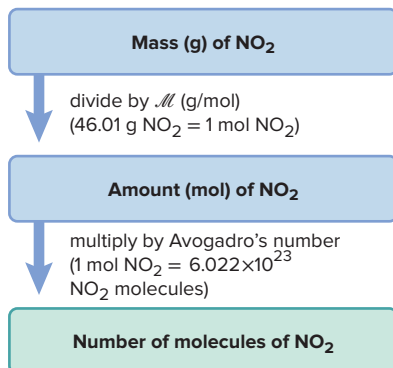 Mass (g) of NO₂
divide by ℳ (g/mol)
(46.01 g NO₂ = 1 mol NO₂)
Amount (mol) of NO₂
multiply by Avogadro’s number
(1 mol NO₂ = 6.022×10²³
NO₂ molecules)
Number of molecules of NO₂